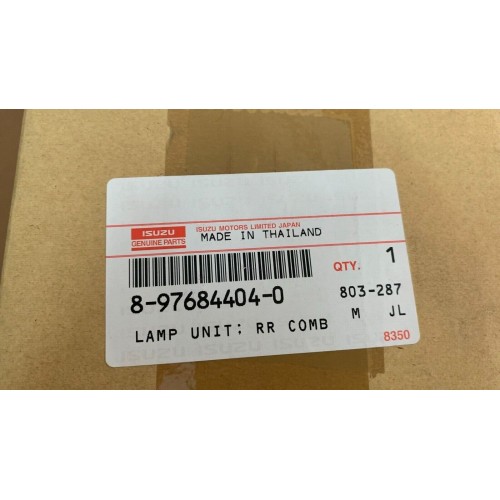 ISUZU
GENUINE PARTS
ISUZU MOTORS LIMITED JAPAN
MADE IN THAILAND
QTY. 1
8-97684404-0
803-287
LAMP UNIT: RR COMB
M JL
8350